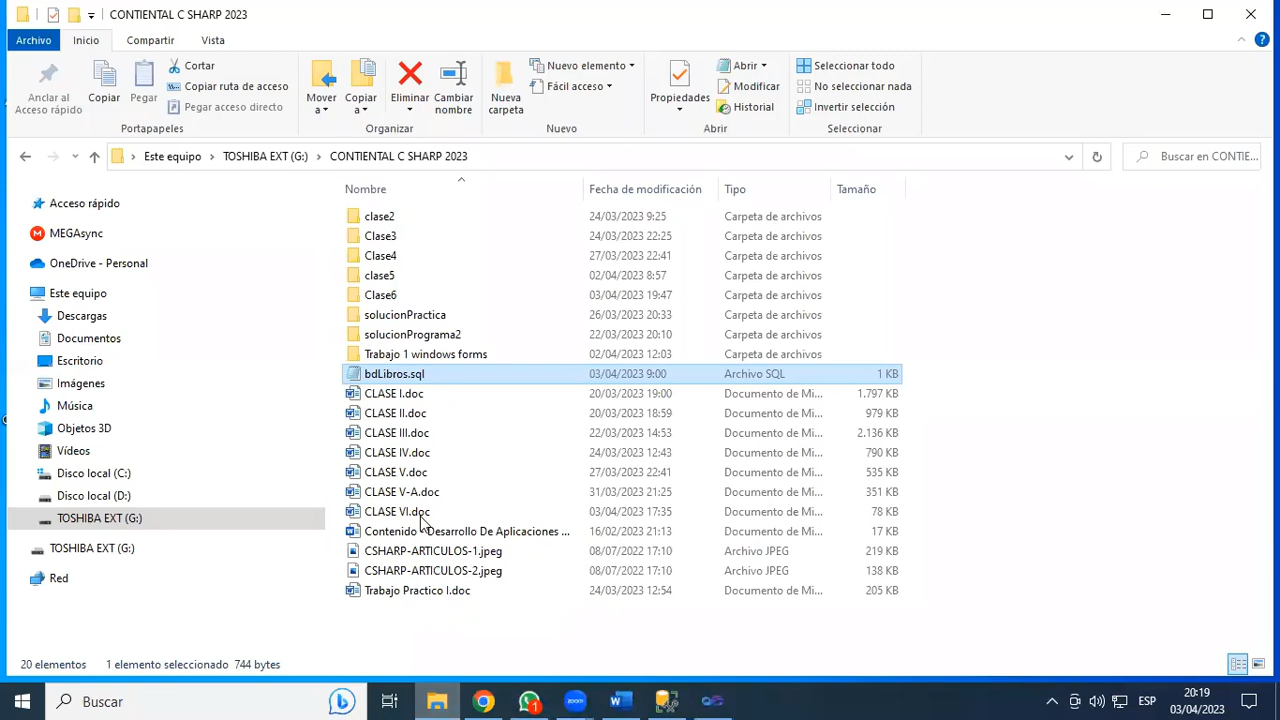 CONTIENTAL C SHARP 2023
Archivo Inicio Compartir Vista
Anclar al Acceso rápido
Copiar
Pegar
Cortar
Copiar ruta de acceso
Pegar acceso directo
Portapapeles
Mover a
Copiar a
Eliminar
Cambiar nombre
Organizar
Nueva carpeta
Nuevo elemento
Fácil acceso
Nuevo
Propiedades
Abrir
Modificar
Historial
Abrir
Seleccionar todo
No seleccionar nada
Invertir selección
Seleccionar
Este equipo > TOSHIBA EXT (G:) > CONTIENTAL C SHARP 2023
Buscar en CONTIE...
Acceso rápido
MEGAsync
OneDrive - Personal
Este equipo
Descargas
Documentos
Escritorio
Imágenes
Música
Objetos 3D
Vídeos
Disco local (C:)
Disco local (D:)
TOSHIBA EXT (G:)
TOSHIBA EXT (G:)
Red
Nombre Fecha de modificación Tipo Tamaño
clase2 24/03/2023 9:25 Carpeta de archivos
Clase3 24/03/2023 22:25 Carpeta de archivos
Clase4 27/03/2023 22:41 Carpeta de archivos
clase5 02/04/2023 8:57 Carpeta de archivos
Clase6 03/04/2023 19:47 Carpeta de archivos
solucionPractica 26/03/2023 20:33 Carpeta de archivos
solucionPrograma2 22/03/2023 20:10 Carpeta de archivos
Trabajo 1 windows forms 02/04/2023 12:03 Carpeta de archivos
bdLibros.sql 03/04/2023 9:00 Archivo SQL 1 KB
CLASE I.doc 20/03/2023 19:00 Documento de Mi... 1.797 KB
CLASE II.doc 20/03/2023 18:59 Documento de Mi... 979 KB
CLASE III.doc 22/03/2023 14:53 Documento de Mi... 2.136 KB
CLASE IV.doc 24/03/2023 12:43 Documento de Mi... 790 KB
CLASE V.doc 27/03/2023 22:41 Documento de Mi... 535 KB
CLASE V-A.doc 31/03/2023 21:25 Documento de Mi... 351 KB
CLASE VI.doc 03/04/2023 17:35 Documento de Mi... 78 KB
Contenido - Desarrollo De Aplicaciones ... 16/02/2023 21:13 Documento de Mi... 17 KB
CSHARP-ARTICULOS-1.jpeg 08/07/2022 17:10 Archivo JPEG 219 KB
CSHARP-ARTICULOS-2.jpeg 08/07/2022 17:10 Archivo JPEG 138 KB
Trabajo Practico I.doc 24/03/2023 12:54 Documento de Mi... 205 KB
20 elementos 1 elemento seleccionado 744 bytes
Buscar
1
zoom
ESP
20:19
03/04/2023